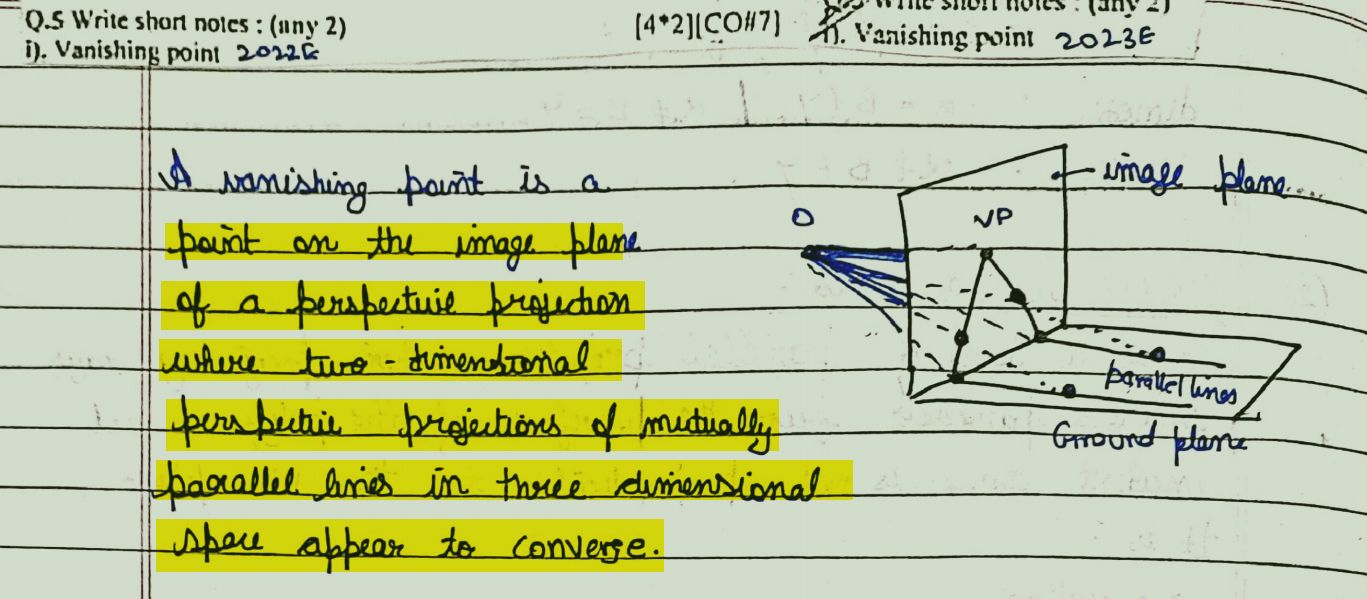 Q.5 Write short notes : (any 2) [4*2][CO#7]
i). Vanishing point 2022E
Write short notes : (any 2)
i). Vanishing point 2023E
A vanishing point is a
point on the image plane
of a perspective projection
where two-dimensional
perspective projections of mutually
parallel lines in three dimensional
space appear to converge.
image plane
O
VP
parallel lines
Ground plane